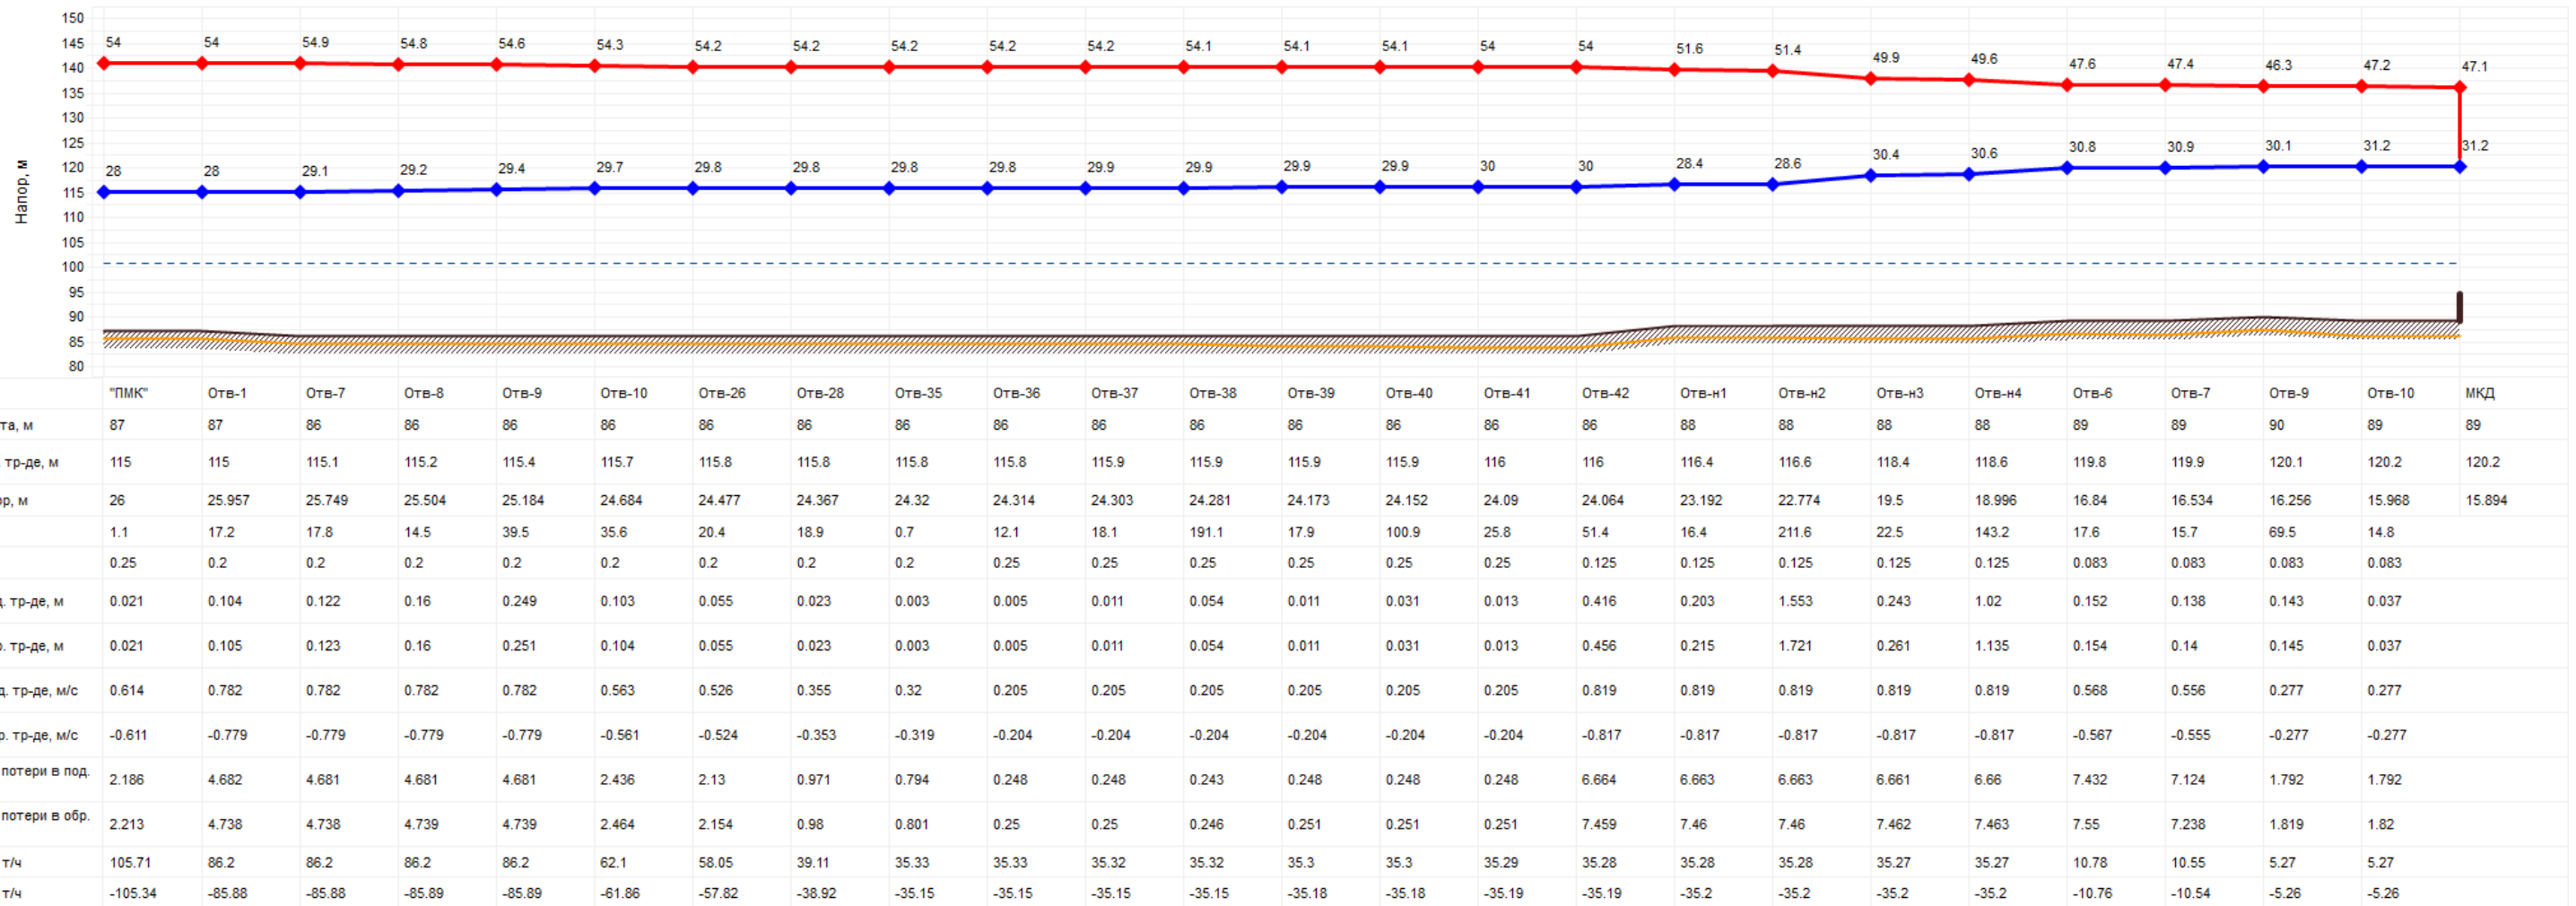 150
145 54 54 54.9 54.8 54.6 54.3 54.2 54.2 54.2 54.2 54.2 54.1 54.1 54.1 54 54 51.6 51.4 49.9 49.6 47.6 47.4 46.3 47.2 47.1
140
135
130
125
120 28 28 29.1 29.2 29.4 29.7 29.8 29.8 29.8 29.8 29.9 29.9 29.9 29.9 30 30 28.4 28.6 30.4 30.6 30.8 30.9 30.1 31.2 31.2
115
110
105
100
95
90
85
80
Напор, м
"ПМК" Отв-1 Отв-7 Отв-8 Отв-9 Отв-10 Отв-26 Отв-28 Отв-35 Отв-36 Отв-37 Отв-38 Отв-39 Отв-40 Отв-41 Отв-42 Отв-н1 Отв-н2 Отв-н3 Отв-н4 Отв-6 Отв-7 Отв-9 Отв-10 МКД
та, м 87 87 86 86 86 86 86 86 86 86 86 86 86 86 86 86 88 88 88 88 89 89 90 89 89
тр-де, м 115 115 115.1 115.2 115.4 115.7 115.8 115.8 115.8 115.8 115.9 115.9 115.9 115.9 116 116 116.4 116.6 118.4 118.6 119.8 119.9 120.1 120.2 120.2
ор, м 26 25.957 25.749 25.504 25.184 24.684 24.477 24.367 24.32 24.314 24.303 24.281 24.173 24.152 24.09 24.064 23.192 22.774 19.5 18.996 16.84 16.534 16.256 15.968 15.894
1.1 17.2 17.8 14.5 39.5 35.6 20.4 18.9 0.7 12.1 18.1 191.1 17.9 100.9 25.8 51.4 16.4 211.6 22.5 143.2 17.6 15.7 69.5 14.8
0.25 0.2 0.2 0.2 0.2 0.2 0.2 0.2 0.2 0.25 0.25 0.25 0.25 0.25 0.25 0.125 0.125 0.125 0.125 0.125 0.083 0.083 0.083 0.083
д. тр-де, м 0.021 0.104 0.122 0.16 0.249 0.103 0.055 0.023 0.003 0.005 0.011 0.054 0.011 0.031 0.013 0.416 0.203 1.553 0.243 1.02 0.152 0.138 0.143 0.037
р. тр-де, м 0.021 0.105 0.123 0.16 0.251 0.104 0.055 0.023 0.003 0.005 0.011 0.054 0.011 0.031 0.013 0.456 0.215 1.721 0.261 1.135 0.154 0.14 0.145 0.037
д. тр-де, м/с 0.614 0.782 0.782 0.782 0.782 0.563 0.526 0.355 0.32 0.205 0.205 0.205 0.205 0.205 0.205 0.819 0.819 0.819 0.819 0.819 0.568 0.556 0.277 0.277
р. тр-де, м/с -0.611 -0.779 -0.779 -0.779 -0.779 -0.561 -0.524 -0.353 -0.319 -0.204 -0.204 -0.204 -0.204 -0.204 -0.204 -0.817 -0.817 -0.817 -0.817 -0.817 -0.567 -0.555 -0.277 -0.277
потери в под. 2.186 4.682 4.681 4.681 4.681 2.436 2.13 0.971 0.794 0.248 0.248 0.243 0.248 0.248 0.248 6.664 6.663 6.663 6.661 6.66 7.432 7.124 1.792 1.792
потери в обр. 2.213 4.738 4.738 4.739 4.739 2.464 2.154 0.98 0.801 0.25 0.25 0.246 0.251 0.251 0.251 7.459 7.46 7.46 7.462 7.463 7.55 7.238 1.819 1.82
т/ч 105.71 86.2 86.2 86.2 86.2 62.1 58.05 39.11 35.33 35.33 35.32 35.32 35.3 35.3 35.29 35.28 35.28 35.28 35.27 35.27 10.78 10.55 5.27 5.27
т/ч -105.34 -85.88 -85.88 -85.89 -85.89 -61.86 -57.82 -38.92 -35.15 -35.15 -35.15 -35.15 -35.18 -35.18 -35.19 -35.19 -35.2 -35.2 -35.2 -35.2 -10.76 -10.54 -5.26 -5.26